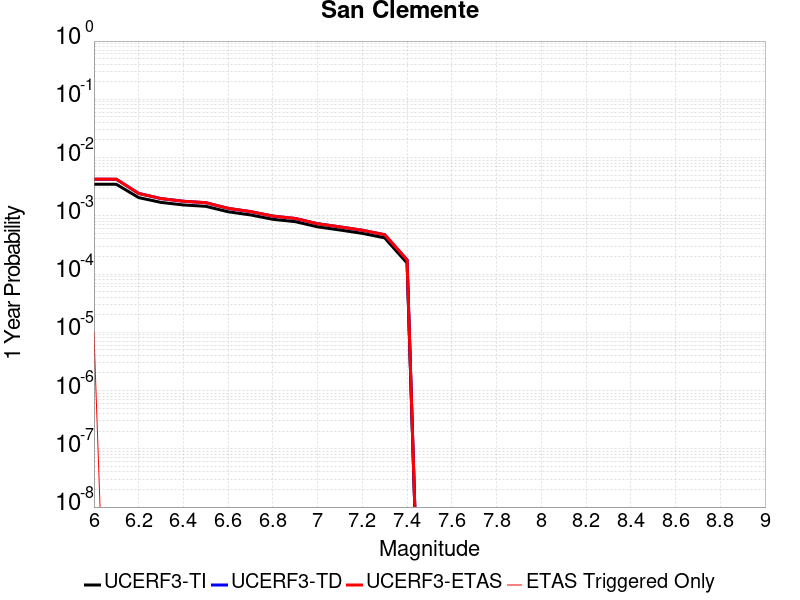 San Clemente
1 Year Probability
10^0
10^-1
10^-2
10^-3
10^-4
10^-5
10^-6
10^-7
10^-8
6 6.2 6.4 6.6 6.8 7 7.2 7.4 7.6 7.8 8 8.2 8.4 8.6 8.8 9
Magnitude
UCERF3-TI UCERF3-TD UCERF3-ETAS ETAS Triggered Only